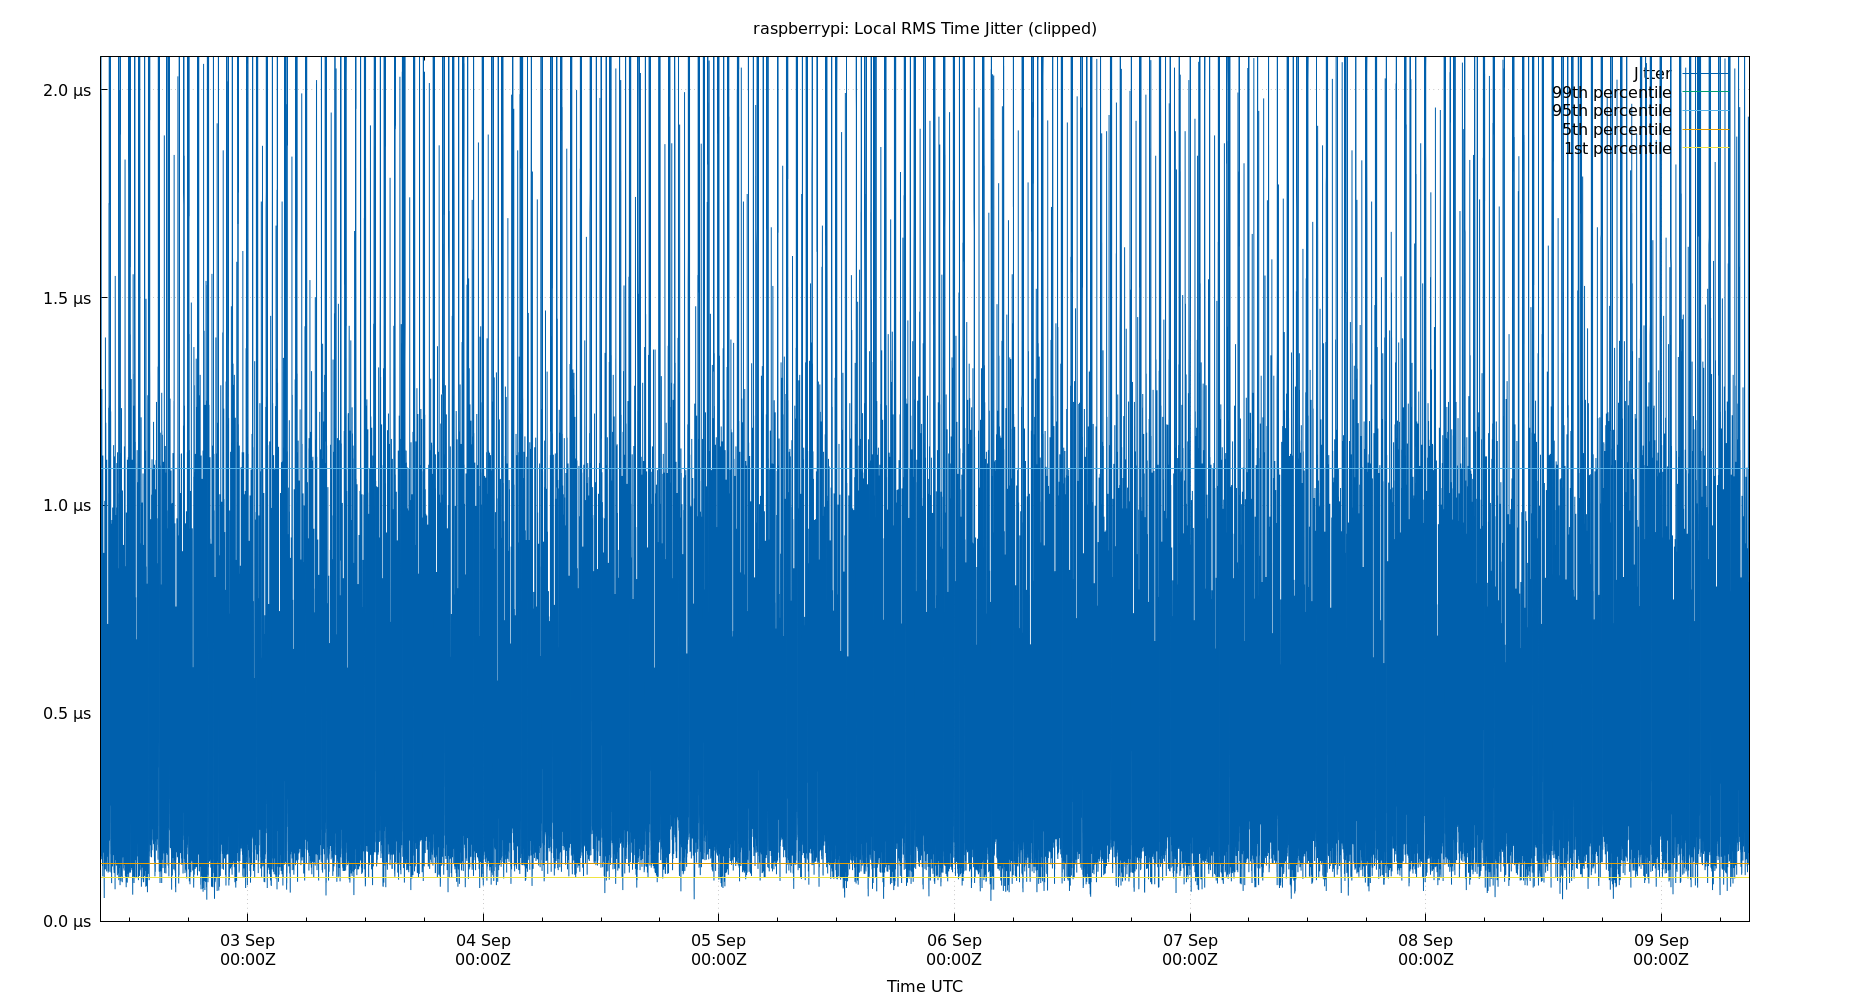 raspberrypi: Local RMS Time Jitter (clipped)
2.0 μs
1.5 μs
1.0 μs
0.5 μs
0.0 μs
Jitter
99th percentile
95th percentile
5th percentile
1st percentile
03 Sep
00:00Z
04 Sep
00:00Z
05 Sep
00:00Z
06 Sep
00:00Z
07 Sep
00:00Z
08 Sep
00:00Z
09 Sep
00:00Z
Time UTC